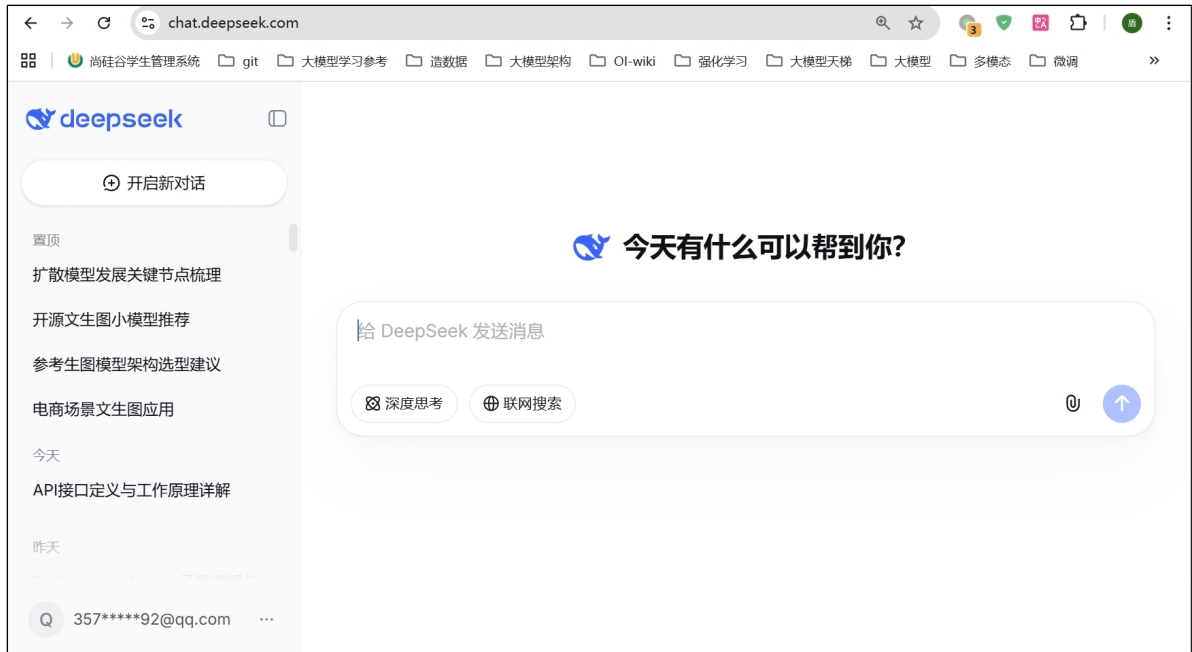 chat.deepseek.com
3
盾
尚硅谷学生管理系统 git 大模型学习参考 造数据 大模型架构 OI-wiki 强化学习 大模型天梯 大模型 多模态 微调 »
deepseek
开启新对话
置顶
扩散模型发展关键节点梳理
开源文生图小模型推荐
参考生图模型架构选型建议
电商场景文生图应用
今天
API接口定义与工作原理详解
昨天
Q 357*****92@qq.com ···
今天有什么可以帮到你？
给 DeepSeek 发送消息
深度思考 联网搜索